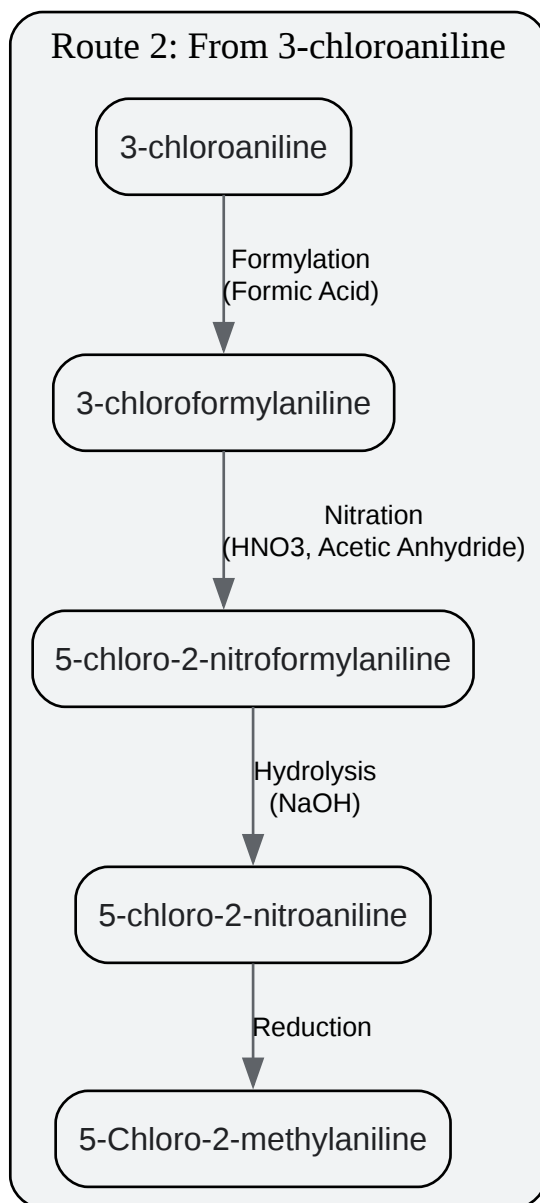 Route 2: From 3-chloroaniline
3-chloroaniline
Formylation
(Formic Acid)
3-chloroformylaniline
Nitration
(HNO3, Acetic Anhydride)
5-chloro-2-nitroformylaniline
Hydrolysis
(NaOH)
5-chloro-2-nitroaniline
Reduction
5-Chloro-2-methylaniline